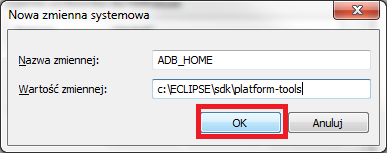 Nowa zmienna systemowa
Nazwa zmiennej: ADB_HOME
Wartość zmiennej: c:\ECLIPSE\sdk\platform-tools
OK Anuluj